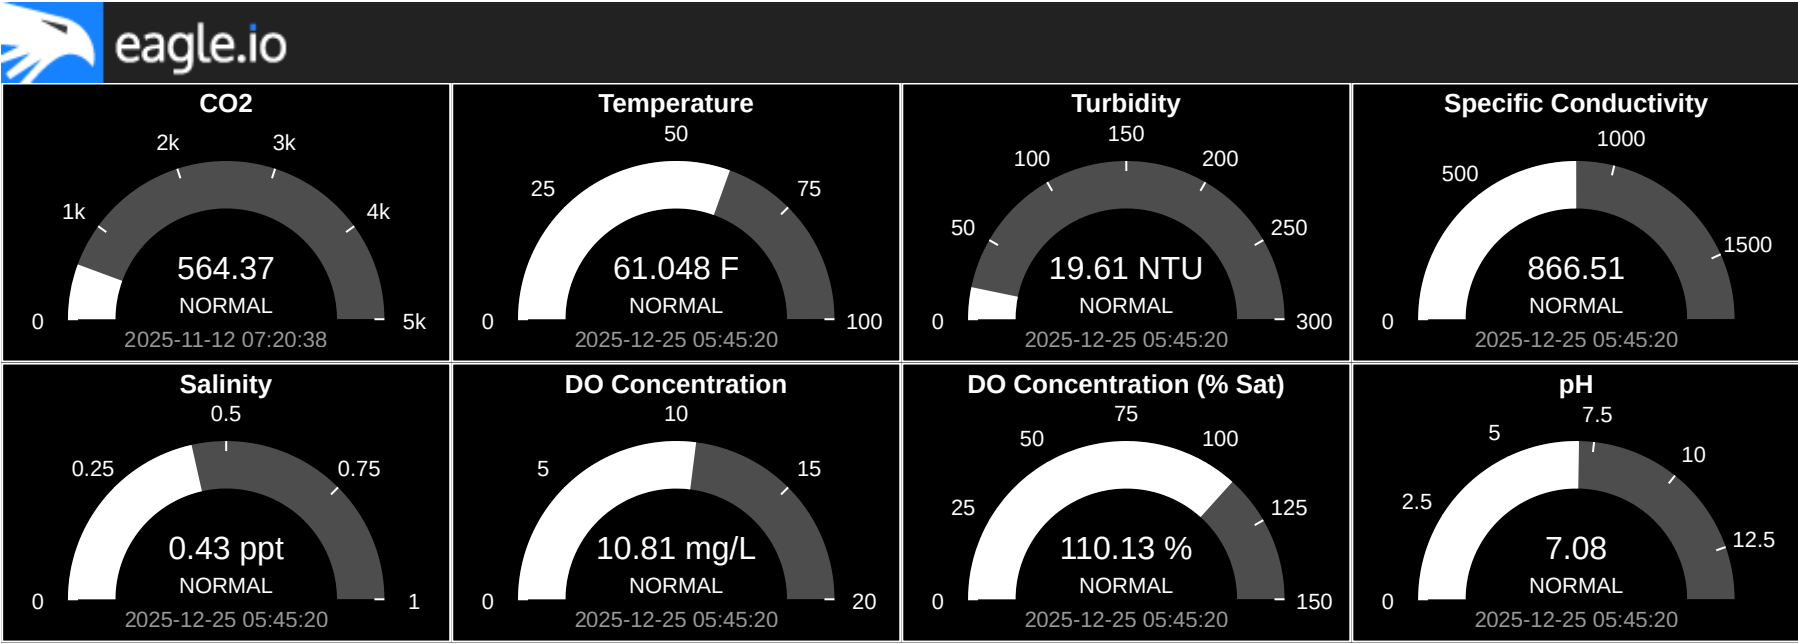 eagle.io
CO2
2k
3k
1k
4k
564.37
NORMAL
0
5k
2025-11-12 07:20:38
Temperature
50
25
75
61.048 F
NORMAL
0
100
2025-12-25 05:45:20
Turbidity
150
100
200
50
250
19.61 NTU
NORMAL
0
300
2025-12-25 05:45:20
Specific Conductivity
1000
500
1500
866.51
NORMAL
0
2025-12-25 05:45:20
Salinity
0.5
0.25
0.75
0.43 ppt
NORMAL
0
1
2025-12-25 05:45:20
DO Concentration
10
5
15
10.81 mg/L
NORMAL
0
20
2025-12-25 05:45:20
DO Concentration (% Sat)
75
50
100
25
125
110.13 %
NORMAL
0
150
2025-12-25 05:45:20
pH
7.5
5
10
2.5
12.5
7.08
NORMAL
0
2025-12-25 05:45:20